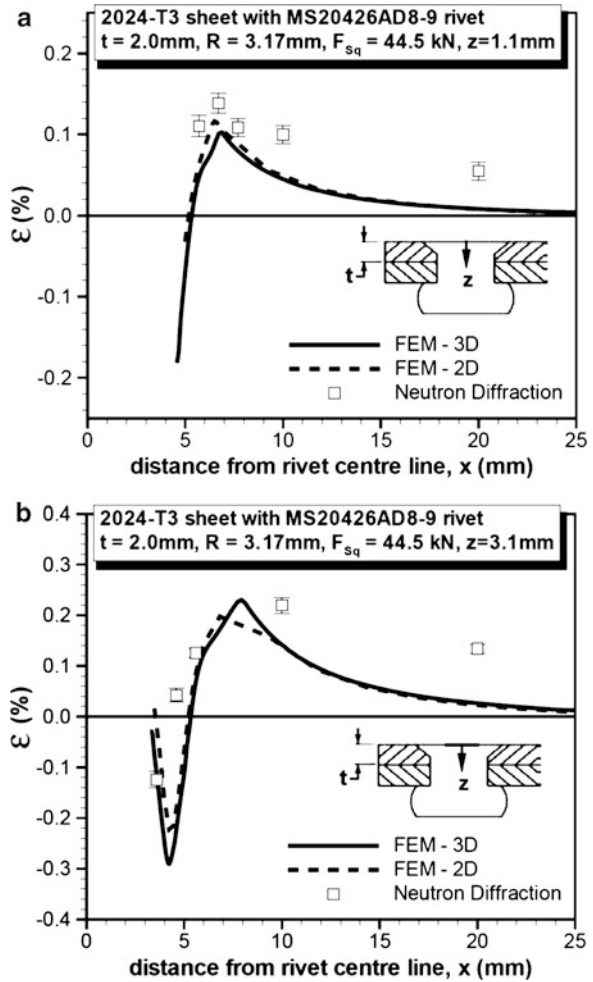 a
2024-T3 sheet with MS20426AD8-9 rivet
t = 2.0mm, R = 3.17mm, F_Sq = 44.5 kN, z=1.1mm
0.2
0.1
0.0
-0.1
-0.2
ε (%)
t
z
FEM - 3D
FEM - 2D
Neutron Diffraction
0 5 10 15 20 25
distance from rivet centre line, x (mm)
b
2024-T3 sheet with MS20426AD8-9 rivet
t = 2.0mm, R = 3.17mm, F_Sq = 44.5 kN, z=3.1mm
0.4
0.3
0.2
0.1
0.0
-0.1
-0.2
-0.3
-0.4
ε (%)
t
z
FEM - 3D
FEM - 2D
Neutron Diffraction
0 5 10 15 20 25
distance from rivet centre line, x (mm)